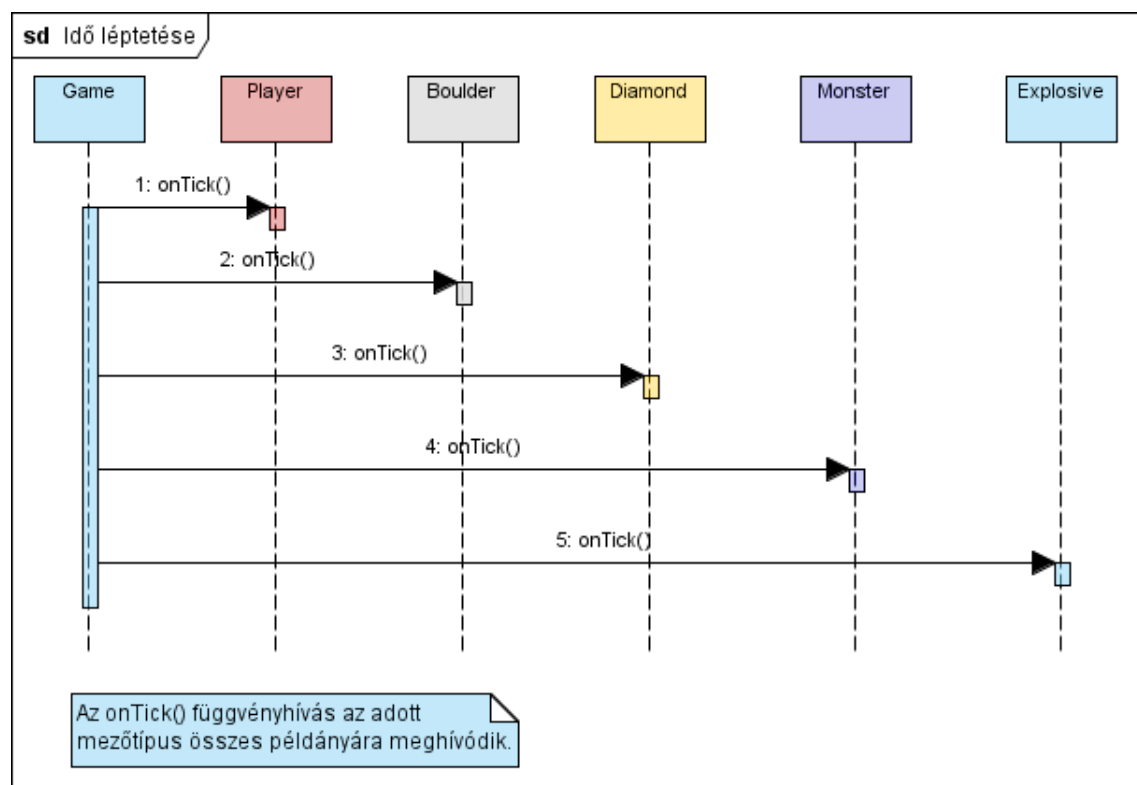 sd Idő léptetése
Game
Player
Boulder
Diamond
Monster
Explosive
1: onTick()
2: onTick()
3: onTick()
4: onTick()
5: onTick()
Az onTick() függvényhívás az adott
mezőtípus összes példányára meghívódik.